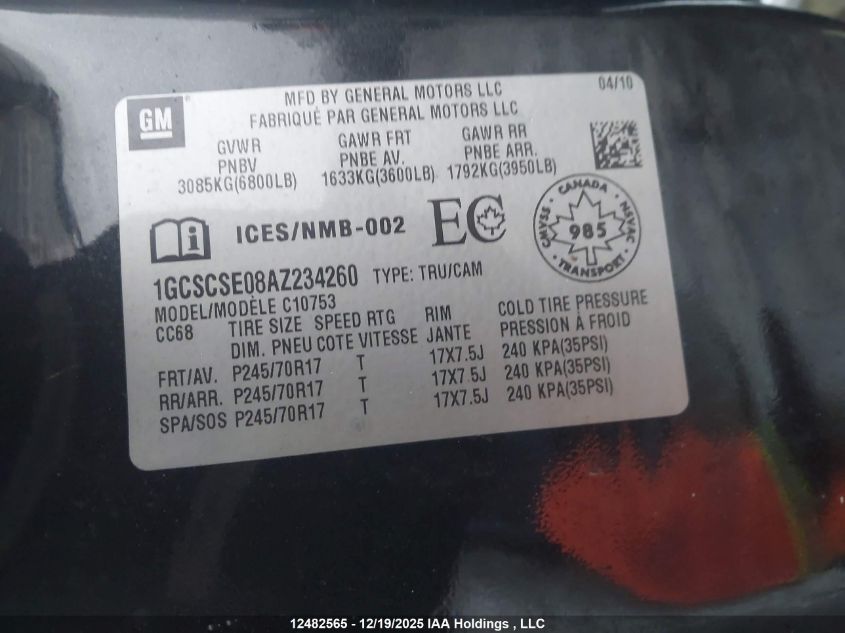 GM
MFD BY GENERAL MOTORS LLC 04/10
FABRIQUÉ PAR GENERAL MOTORS LLC
GVWR GAWR FRT GAWR RR
PNBV PNBE AV. PNBE ARR.
3085KG(6800LB) 1633KG(3600LB) 1792KG(3950LB)
i ICES/NMB-002 EC
CANADA
CMVSS 985 NSVAC
TRANSPORT
1GCSCSE08AZ234260 TYPE: TRU/CAM
MODEL/MODÈLE C10753
CC68 TIRE SIZE SPEED RTG RIM COLD TIRE PRESSURE
DIM. PNEU COTE VITESSE JANTE PRESSION À FROID
FRT/AV. P245/70R17 T 17X7.5J 240 KPA(35PSI)
RR/ARR. P245/70R17 T 17X7.5J 240 KPA(35PSI)
SPA/SOS P245/70R17 T 17X7.5J 240 KPA(35PSI)
12482565 - 12/19/2025 IAA Holdings , LLC